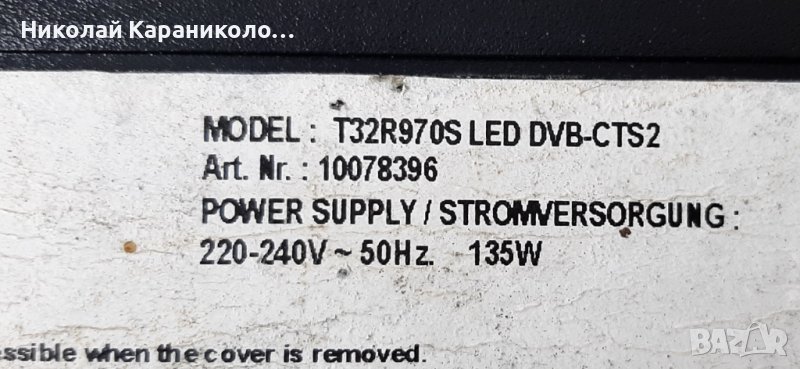 Николай Караниколо...
MODEL : T32R970S LED DVB-CTS2
Art. Nr. : 10078396
POWER SUPPLY / STROMVERSORGUNG :
220-240V ~ 50Hz. 135W
essible when the cover is removed.
BAZAR